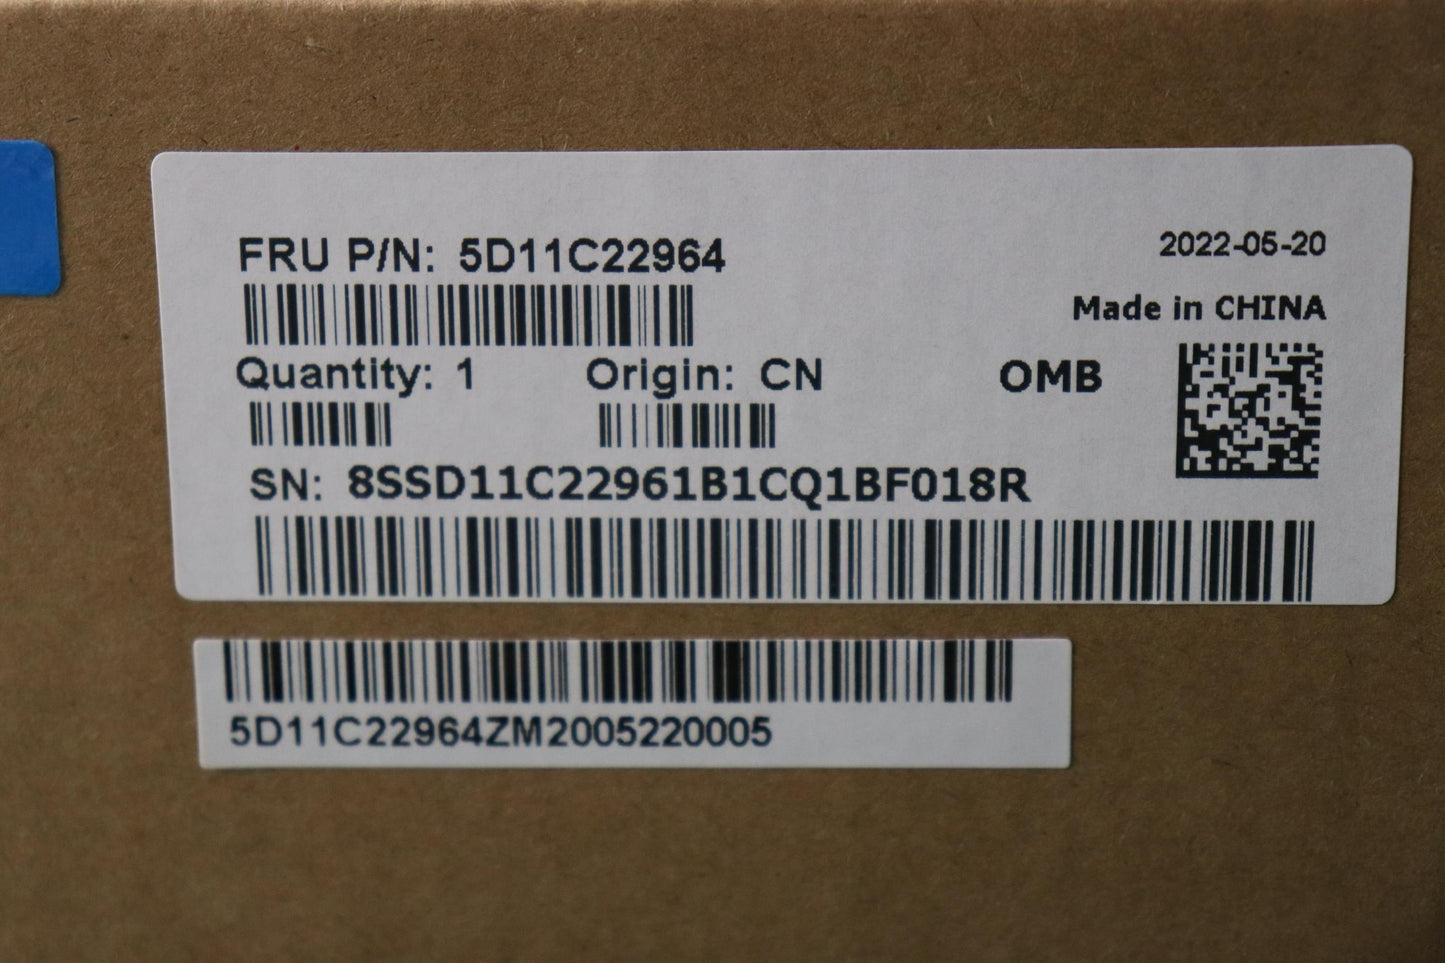 FRU P/N: 5D11C22964
2022-05-20
Made in CHINA
Quantity: 1
Origin: CN
OMB
SN: 8SSD11C22961B1CQ1BF018R
5D11C22964ZM2005220005